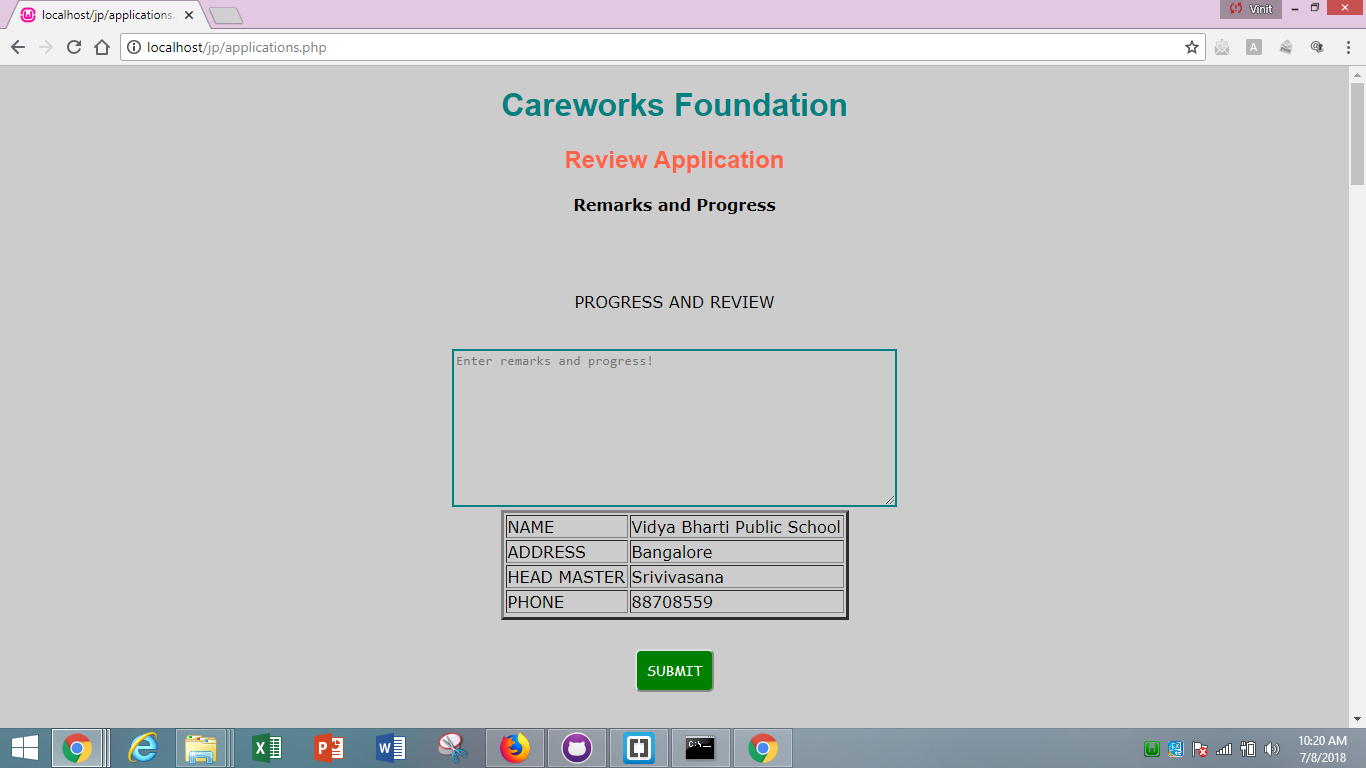 localhost/jp/applications.
Vinit
localhost/jp/applications.php
Careworks Foundation
Review Application
Remarks and Progress
PROGRESS AND REVIEW
Enter remarks and progress!
NAME Vidya Bharti Public School
ADDRESS Bangalore
HEAD MASTER Srivivasana
PHONE 88708559
SUBMIT
10:20 AM
7/8/2018